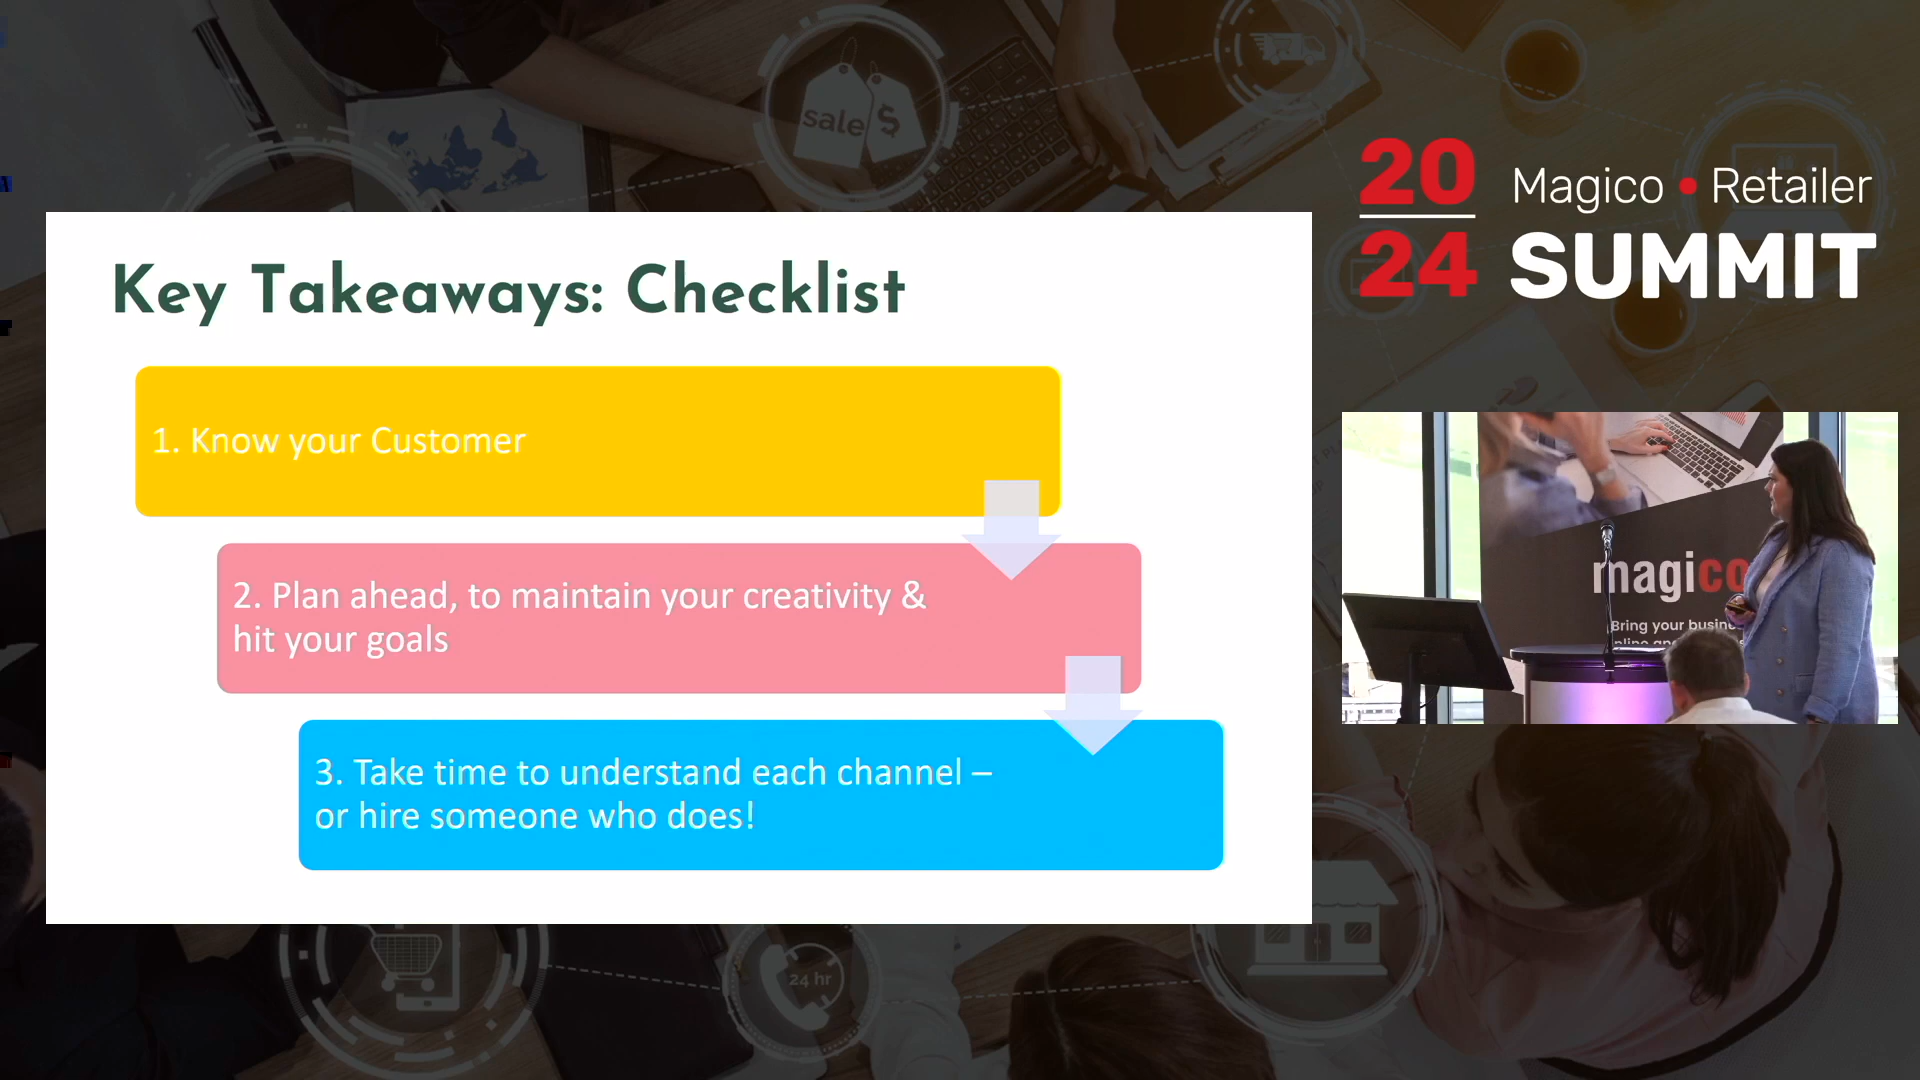 sale $
20
24
Magico • Retailer
SUMMIT
Key Takeaways: Checklist
1. Know your Customer
2. Plan ahead, to maintain your creativity &
hit your goals
3. Take time to understand each channel –
or hire someone who does!
magico
Bring your
24 hr